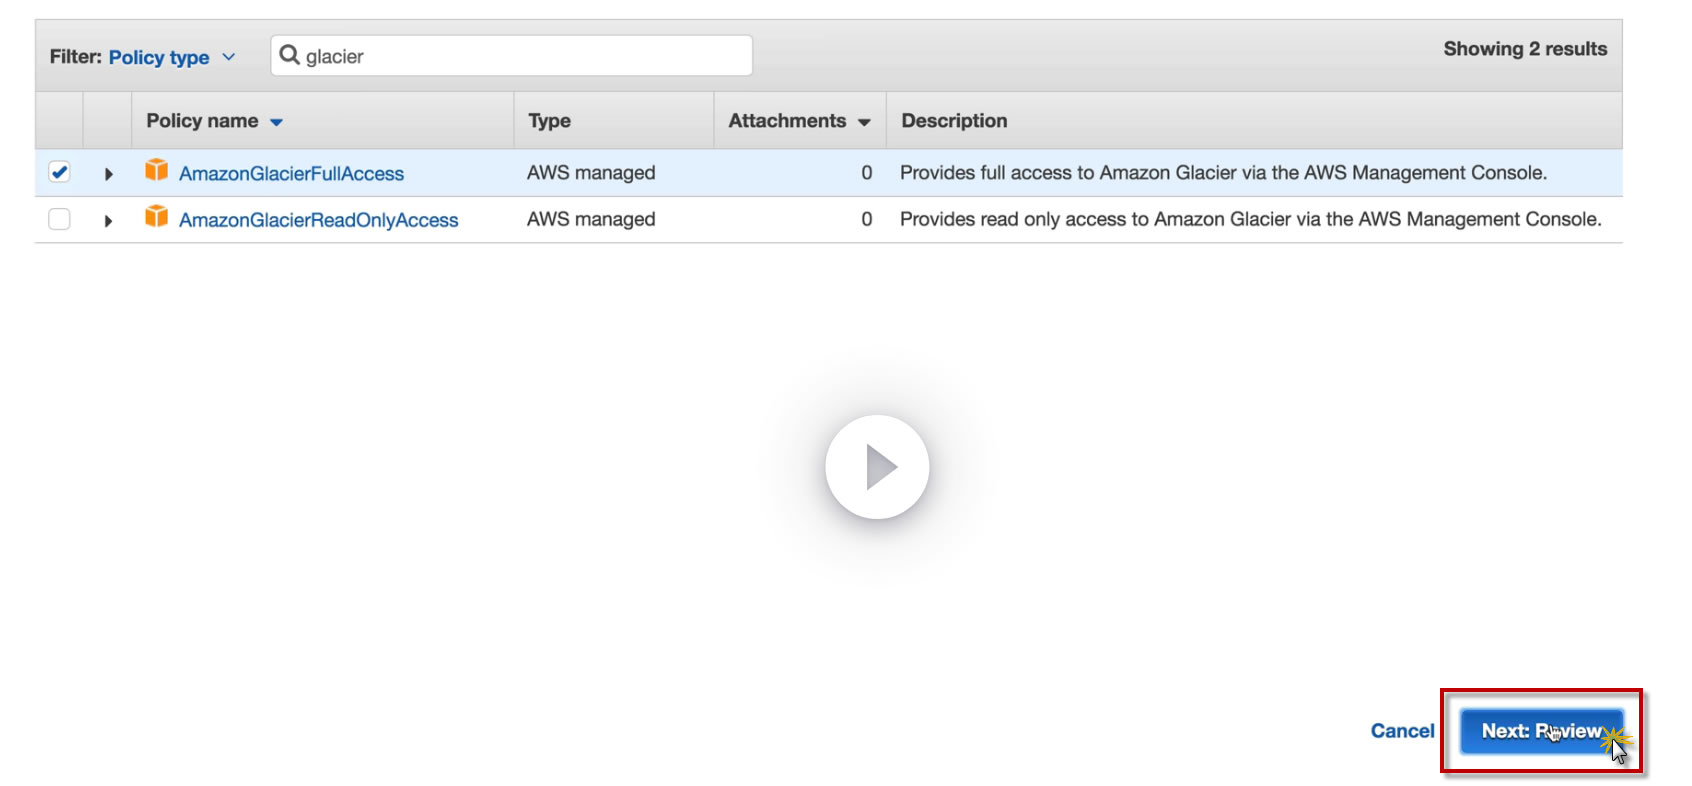 Filter: Policy type glacier Showing 2 results
Policy name Type Attachments Description
AmazonGlacierFullAccess AWS managed 0 Provides full access to Amazon Glacier via the AWS Management Console.
AmazonGlacierReadOnlyAccess AWS managed 0 Provides read only access to Amazon Glacier via the AWS Management Console.
Cancel Next: Review